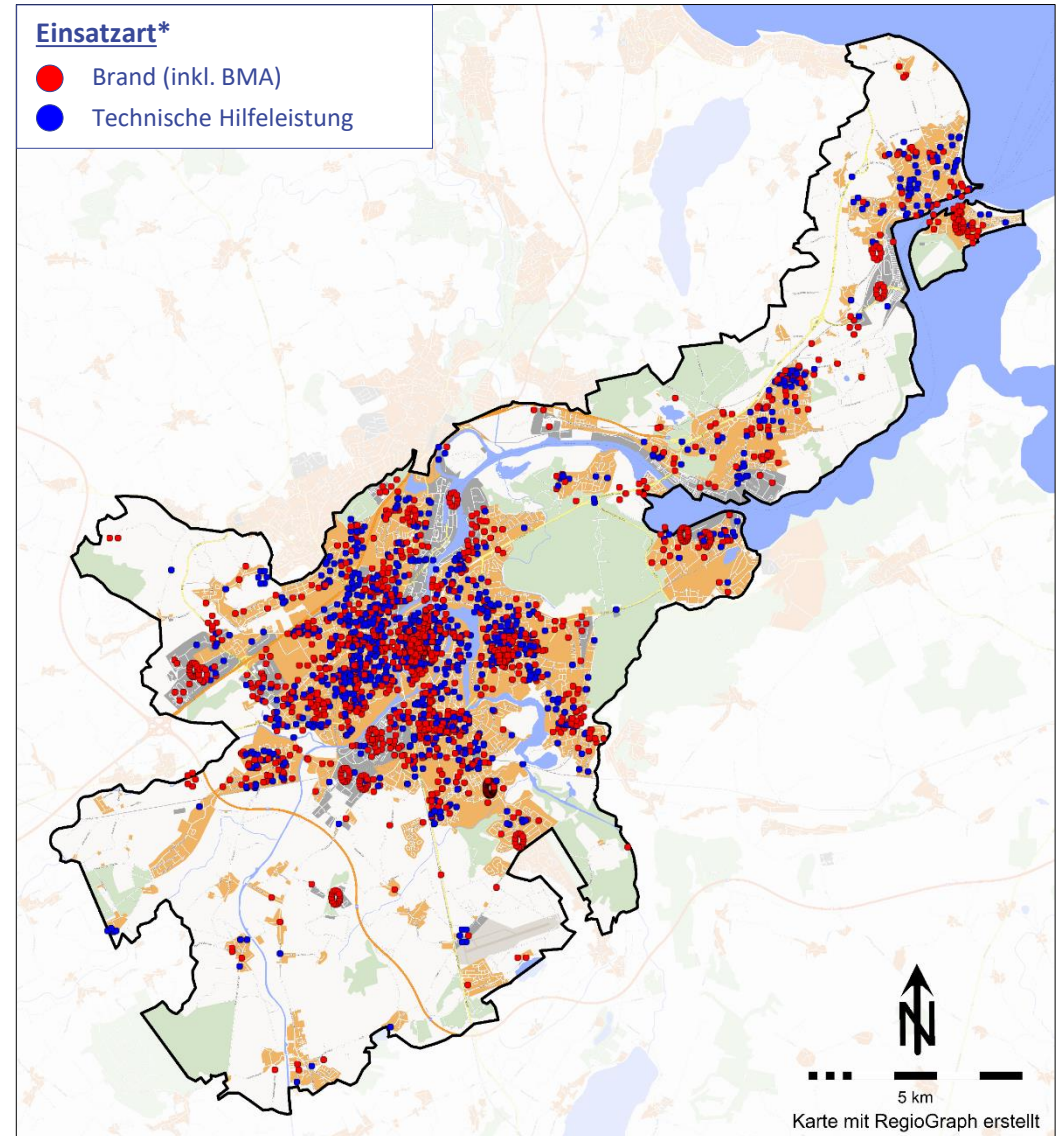 Einsatzart*
Brand (inkl. BMA)
Technische Hilfeleistung
N
5 km
Karte mit RegioGraph erstellt